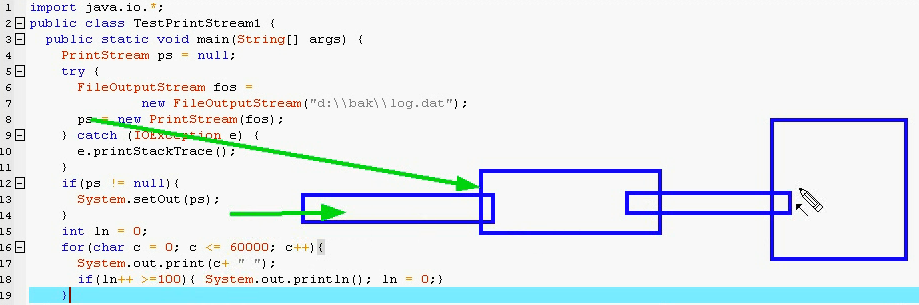 1 import java.io.*;
2 public class TestPrintStream1 {
3 public static void main(String[] args) {
4 PrintStream ps = null;
5 try {
6 FileOutputStream fos =
7 new FileOutputStream("d:\\bak\\log.dat");
8 ps = new PrintStream(fos);
9 } catch (IOException e) {
10 e.printStackTrace();
11 }
12 if(ps != null){
13 System.setOut(ps);
14 }
15 int ln = 0;
16 for(char c = 0; c <= 60000; c++){
17 System.out.print(c+ " ");
18 if(ln++ >=100){ System.out.println(); ln = 0;}
19 }